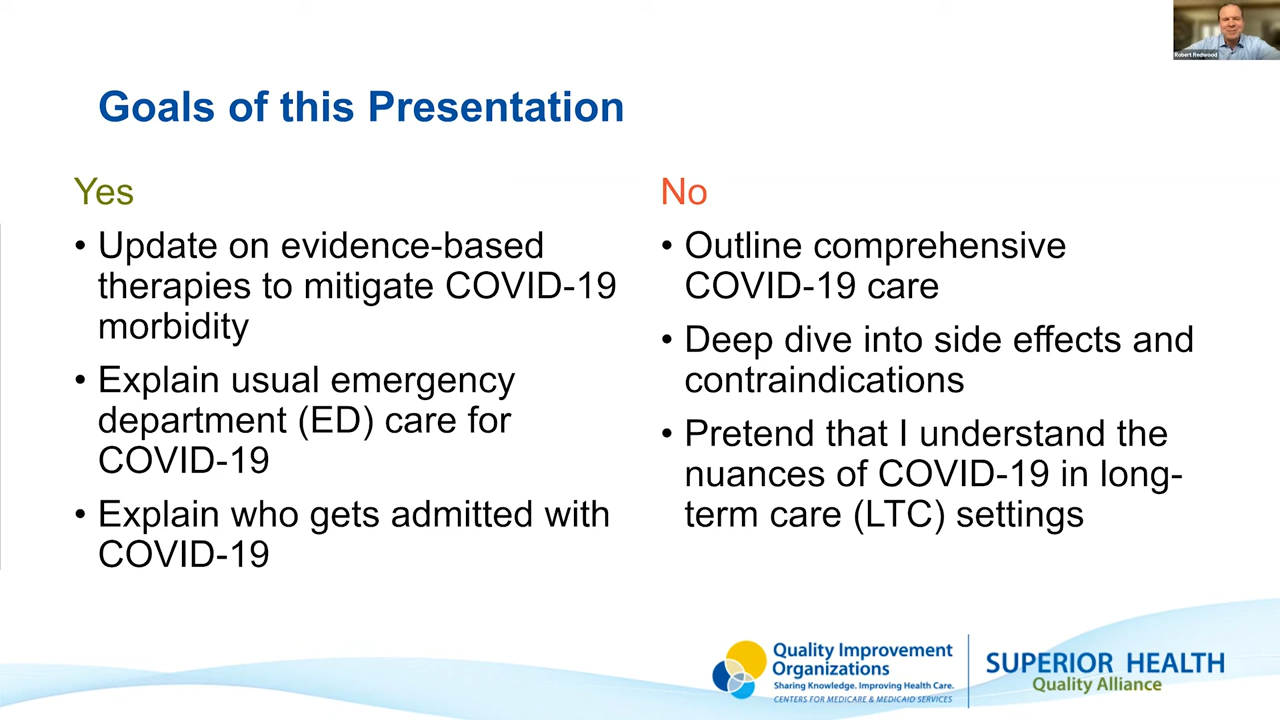 Robert Redwood
Goals of this Presentation
Yes
• Update on evidence-based
therapies to mitigate COVID-19
morbidity
• Explain usual emergency
department (ED) care for
COVID-19
• Explain who gets admitted with
COVID-19
No
• Outline comprehensive
COVID-19 care
• Deep dive into side effects and
contraindications
• Pretend that I understand the
nuances of COVID-19 in long-
term care (LTC) settings
Quality Improvement
Organizations
Sharing Knowledge. Improving Health Care.
CENTERS FOR MEDICARE & MEDICAID SERVICES
SUPERIOR HEALTH
Quality Alliance